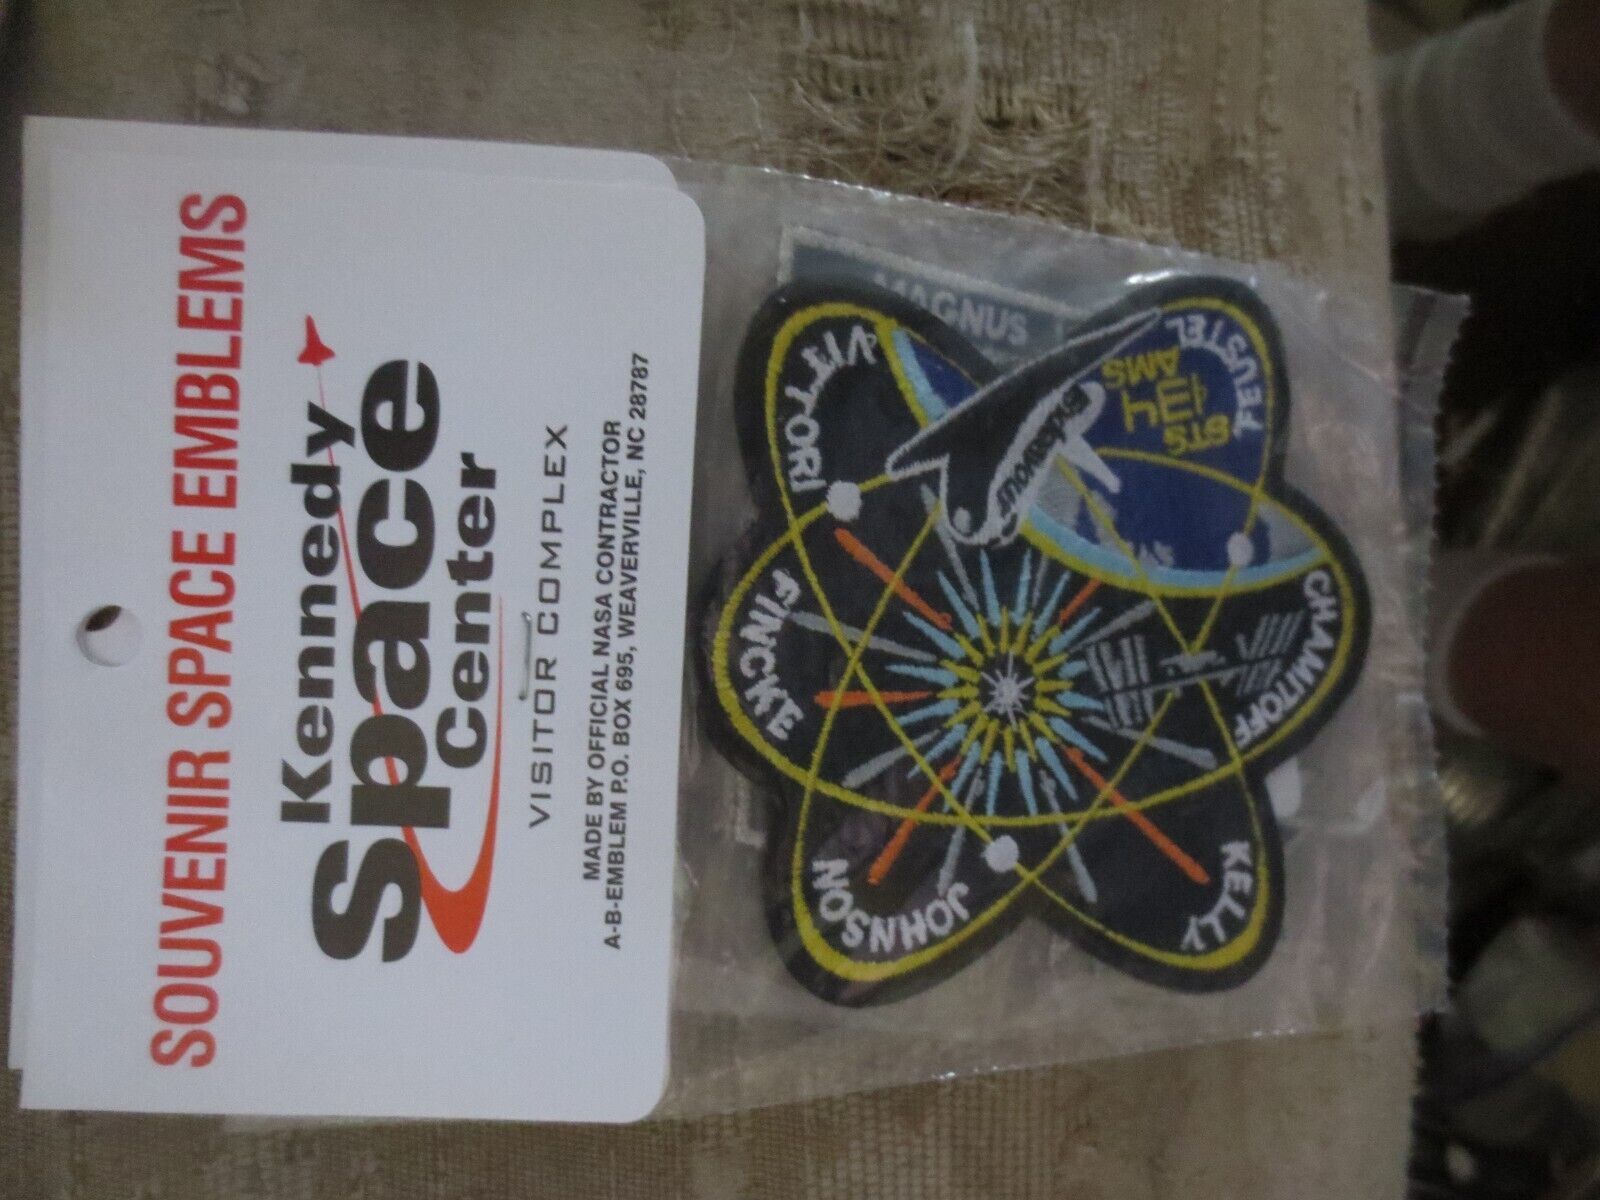 SOUVENIR SPACE EMBLEMS
Kennedy
Space
Center
VISITOR COMPLEX
MADE BY OFFICIAL NASA CONTRACTOR
A-B-EMBLEM P.O. BOX 695, WEAVERVILLE, NC 28787
MAGNUS
VITTORI
FINCKE
JOHNSON
KELLY
CHAMITOFF
FEUSTEL
STS
AMS
Endeavour